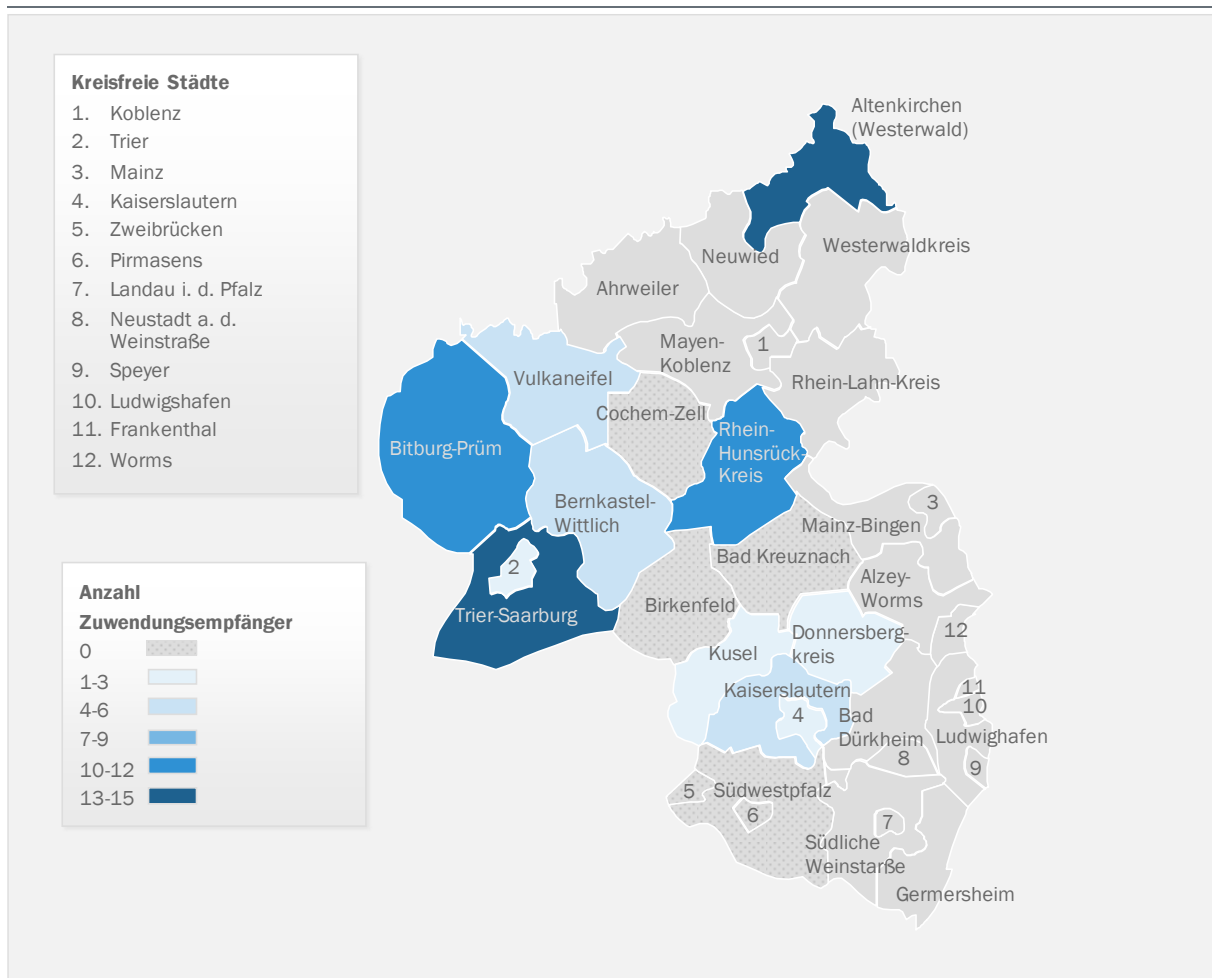 Kreisfreie Städte
1. Koblenz
2. Trier
3. Mainz
4. Kaiserslautern
5. Zweibrücken
6. Pirmasens
7. Landau i. d. Pfalz
8. Neustadt a. d.
Weinstraße
9. Speyer
10. Ludwigshafen
11. Frankenthal
12. Worms
Anzahl
Zuwendungsempfänger
0
1-3
4-6
7-9
10-12
13-15
Altenkirchen
(Westerwald)
Westerwaldkreis
Neuwied
Ahrweiler
Mayen-
Koblenz
1
Rhein-Lahn-Kreis
Vulkaneifel
Cochem-Zell
Rhein-
Hunsrück-
Kreis
Bitburg-Prüm
Bernkastel-
Wittlich
3
Mainz-Bingen
Bad Kreuznach
2
Alzey-
Worms
Birkenfeld
Trier-Saarburg
12
Donnersberg-
kreis
Kusel
Kaiserslautern
4
11
10
Bad
Dürkheim
Ludwighafen
8
9
5
Südwestpfalz
6
7
Südliche
Weinstarße
Germersheim